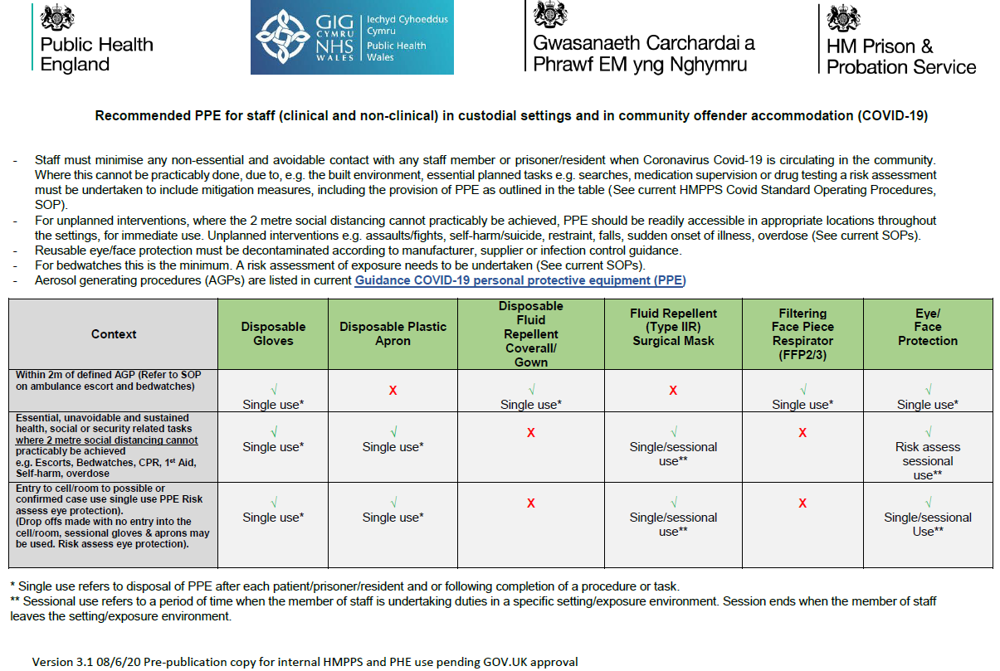 Public Health
England
GIG
CYMRU
NHS
WALES
Iechyd Cyhoeddus
Cymru
Public Health
Wales
Gwasanaeth Carchardai a
Phrawf EM yng Nghymru
HM Prison &
Probation Service
Recommended PPE for staff (clinical and non-clinical) in custodial settings and in community offender accommodation (COVID-19)
- Staff must minimise any non-essential and avoidable contact with any staff member or prisoner/resident when Coronavirus Covid-19 is circulating in the community.
Where this cannot be practicably done, due to, e.g. the built environment, essential planned tasks e.g. searches, medication supervision or drug testing a risk assessment
must be undertaken to include mitigation measures, including the provision of PPE as outlined in the table (See current HMPPS Covid Standard Operating Procedures,
SOP).
- For unplanned interventions, where the 2 metre social distancing cannot practicably be achieved, PPE should be readily accessible in appropriate locations throughout
the settings, for immediate use. Unplanned interventions e.g. assaults/fights, self-harm/suicide, restraint, falls, sudden onset of illness, overdose (See current SOPs).
- Reusable eye/face protection must be decontaminated according to manufacturer, supplier or infection control guidance.
- For bedwatches this is the minimum. A risk assessment of exposure needs to be undertaken (See current SOPs).
- Aerosol generating procedures (AGPs) are listed in current Guidance COVID-19 personal protective equipment (PPE)
Context
Disposable
Gloves
Disposable Plastic
Apron
Disposable
Fluid
Repellent
Coverall/
Gown
Fluid Repellent
(Type IIR)
Surgical Mask
Filtering
Face Piece
Respirator
(FFP2/3)
Eye/
Face
Protection
Within 2m of defined AGP (Refer to SOP
on ambulance escort and bedwatches)
√
Single use*
X
√
Single use*
X
√
Single use*
√
Single use*
Essential, unavoidable and sustained
health, social or security related tasks
where 2 metre social distancing cannot
practicably be achieved
e.g. Escorts, Bedwatches, CPR, 1st Aid,
Self-harm, overdose
√
Single use*
√
Single use*
X
√
Single/sessional
use**
X
√
Risk assess
sessional
use**
Entry to cell/room to possible or
confirmed case use single use PPE Risk
assess eye protection).
(Drop offs made with no entry into the
cell/room, sessional gloves & aprons may
be used. Risk assess eye protection).
√
Single use*
√
Single use*
X
√
Single/sessional
use**
X
√
Single/sessional
Use**
* Single use refers to disposal of PPE after each patient/prisoner/resident and or following completion of a procedure or task.
** Sessional use refers to a period of time when the member of staff is undertaking duties in a specific setting/exposure environment. Session ends when the member of staff
leaves the setting/exposure environment.
Version 3.1 08/6/20 Pre-publication copy for internal HMPPS and PHE use pending GOV.UK approval